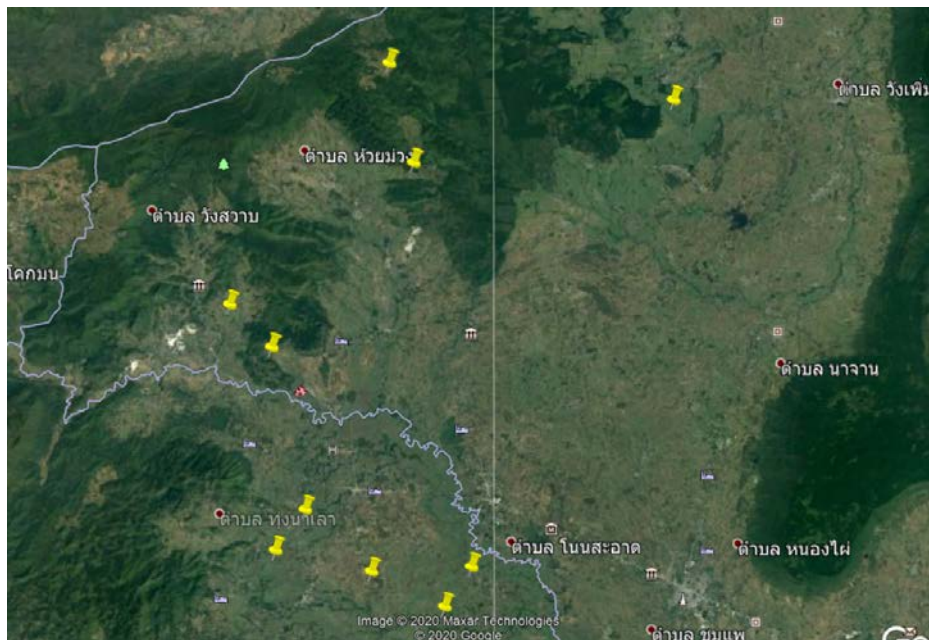 ตำบล วังเพิ่ม
ตำบล ห้วยม่วง
ตำบล วังสวาบ
โคกมน
ตำบล นาจาน
ตำบล ทุ่งนาเลา
ตำบล โนนสะอาด
ตำบล หนองไผ่
Image © 2020 Maxar Technologies
© 2020 Google
ตำบล ชุมแพ